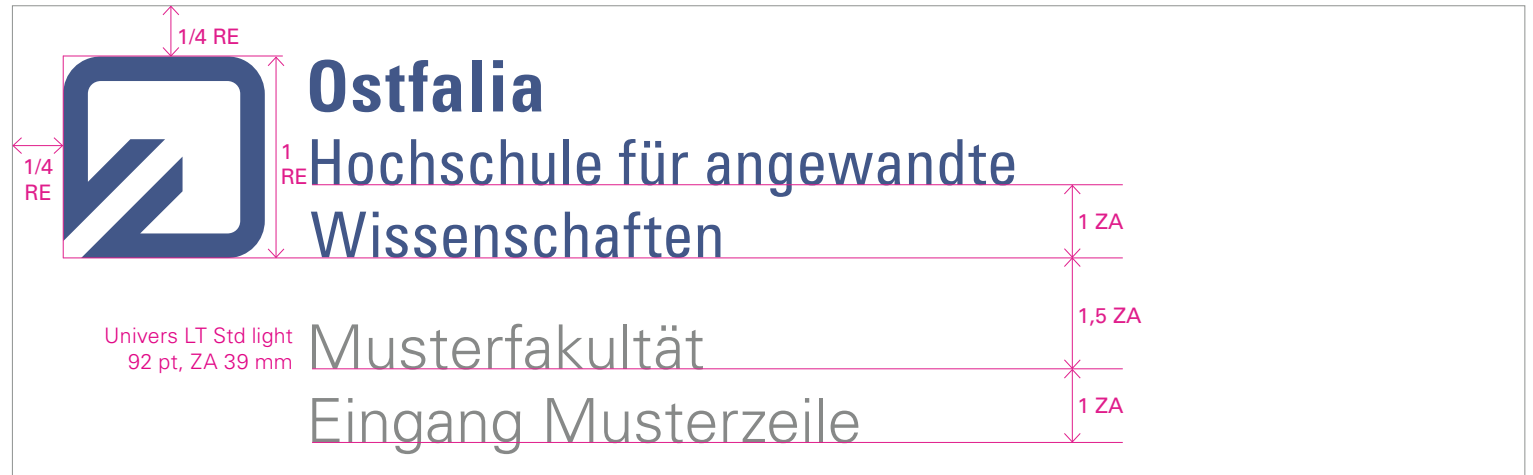 1/4 RE
Ostfalia
1/4
RE
1
RE
Hochschule für angewandte
Wissenschaften
1 ZA
1,5 ZA
Univers LT Std light
92 pt, ZA 39 mm
Musterfakultät
Eingang Musterzeile
1 ZA